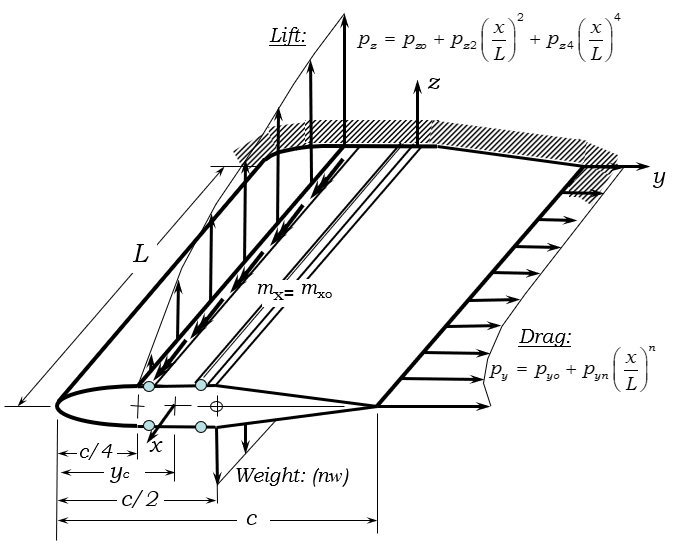 Lift:
p_z = p_zo + p_z2 (x/L)^2 + p_z4 (x/L)^4
z
y
L
m_x = m_xo
Drag:
p_y = p_yo + p_yn (x/L)^n
x
c/4
y_c
Weight: (nw)
c/2
c